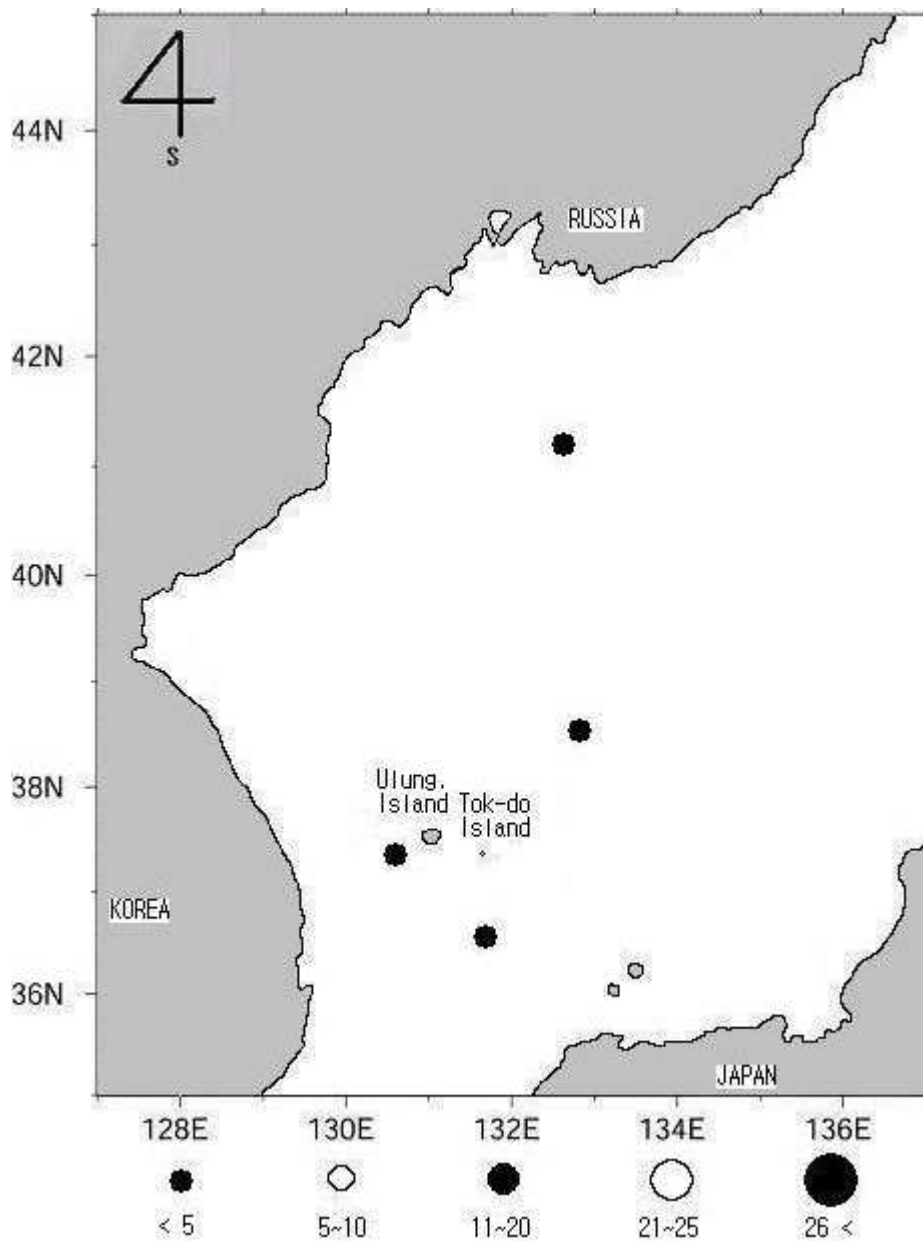 S
44N
RUSSIA
42N
40N
38N
Ulung.
Island
Tok-do
Island
KOREA
36N
JAPAN
128E 130E 132E 134E 136E
< 5 5~10 11~20 21~25 26 <